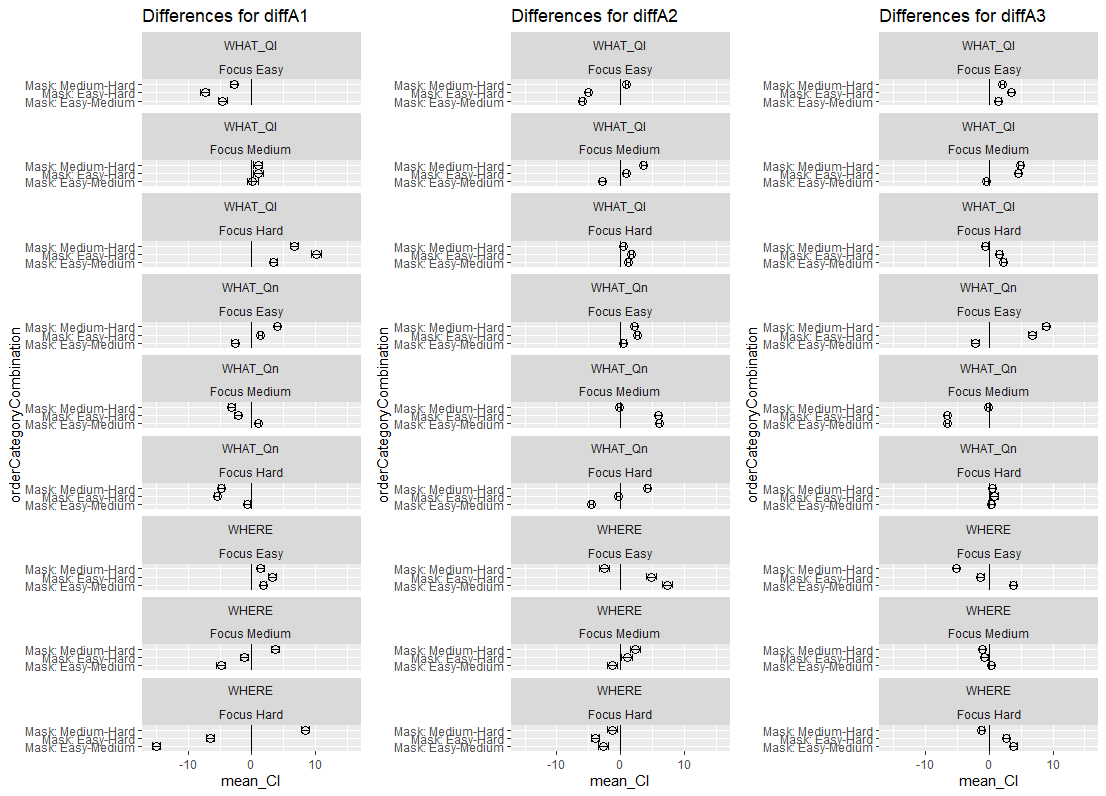 Differences for diffA1
WHAT_QI
Focus Easy
Mask: Medium-Hard
Mask: Easy-Hard
Mask: Easy-Medium
WHAT_QI
Focus Medium
Mask: Medium-Hard
Mask: Easy-Hard
Mask: Easy-Medium
WHAT_QI
Focus Hard
Mask: Medium-Hard
Mask: Easy-Hard
Mask: Easy-Medium
WHAT_Qn
Focus Easy
Mask: Medium-Hard
Mask: Easy-Hard
Mask: Easy-Medium
WHAT_Qn
Focus Medium
Mask: Medium-Hard
Mask: Easy-Hard
Mask: Easy-Medium
WHAT_Qn
Focus Hard
Mask: Medium-Hard
Mask: Easy-Hard
Mask: Easy-Medium
WHERE
Focus Easy
Mask: Medium-Hard
Mask: Easy-Hard
Mask: Easy-Medium
WHERE
Focus Medium
Mask: Medium-Hard
Mask: Easy-Hard
Mask: Easy-Medium
WHERE
Focus Hard
Mask: Medium-Hard
Mask: Easy-Hard
Mask: Easy-Medium
-10 0 10
mean_CI
orderCategoryCombination
Differences for diffA2
WHAT_QI
Focus Easy
Mask: Medium-Hard
Mask: Easy-Hard
Mask: Easy-Medium
WHAT_QI
Focus Medium
Mask: Medium-Hard
Mask: Easy-Hard
Mask: Easy-Medium
WHAT_QI
Focus Hard
Mask: Medium-Hard
Mask: Easy-Hard
Mask: Easy-Medium
WHAT_Qn
Focus Easy
Mask: Medium-Hard
Mask: Easy-Hard
Mask: Easy-Medium
WHAT_Qn
Focus Medium
Mask: Medium-Hard
Mask: Easy-Hard
Mask: Easy-Medium
WHAT_Qn
Focus Hard
Mask: Medium-Hard
Mask: Easy-Hard
Mask: Easy-Medium
WHERE
Focus Easy
Mask: Medium-Hard
Mask: Easy-Hard
Mask: Easy-Medium
WHERE
Focus Medium
Mask: Medium-Hard
Mask: Easy-Hard
Mask: Easy-Medium
WHERE
Focus Hard
Mask: Medium-Hard
Mask: Easy-Hard
Mask: Easy-Medium
-10 0 10
mean_CI
orderCategoryCombination
Differences for diffA3
WHAT_QI
Focus Easy
Mask: Medium-Hard
Mask: Easy-Hard
Mask: Easy-Medium
WHAT_QI
Focus Medium
Mask: Medium-Hard
Mask: Easy-Hard
Mask: Easy-Medium
WHAT_QI
Focus Hard
Mask: Medium-Hard
Mask: Easy-Hard
Mask: Easy-Medium
WHAT_Qn
Focus Easy
Mask: Medium-Hard
Mask: Easy-Hard
Mask: Easy-Medium
WHAT_Qn
Focus Medium
Mask: Medium-Hard
Mask: Easy-Hard
Mask: Easy-Medium
WHAT_Qn
Focus Hard
Mask: Medium-Hard
Mask: Easy-Hard
Mask: Easy-Medium
WHERE
Focus Easy
Mask: Medium-Hard
Mask: Easy-Hard
Mask: Easy-Medium
WHERE
Focus Medium
Mask: Medium-Hard
Mask: Easy-Hard
Mask: Easy-Medium
WHERE
Focus Hard
Mask: Medium-Hard
Mask: Easy-Hard
Mask: Easy-Medium
-10 0 10
mean_CI
orderCategoryCombination